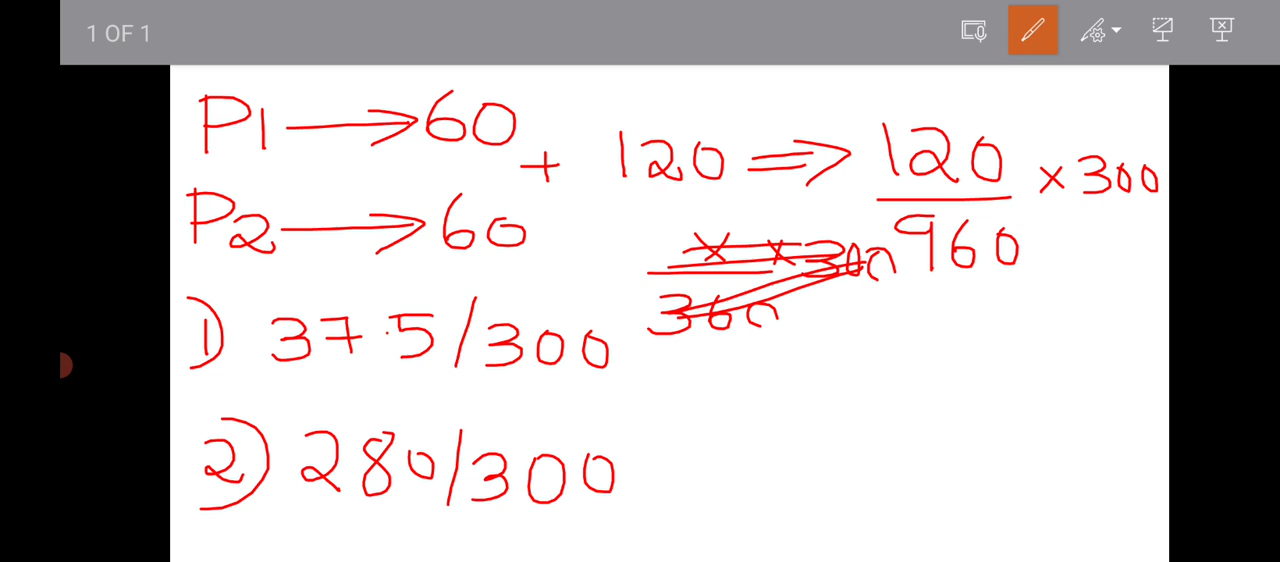 1 OF 1
P1 → 60
+ 120 ⇒ 120/960 × 300
P2 → 60
1) 37.5/300
2) 280/300